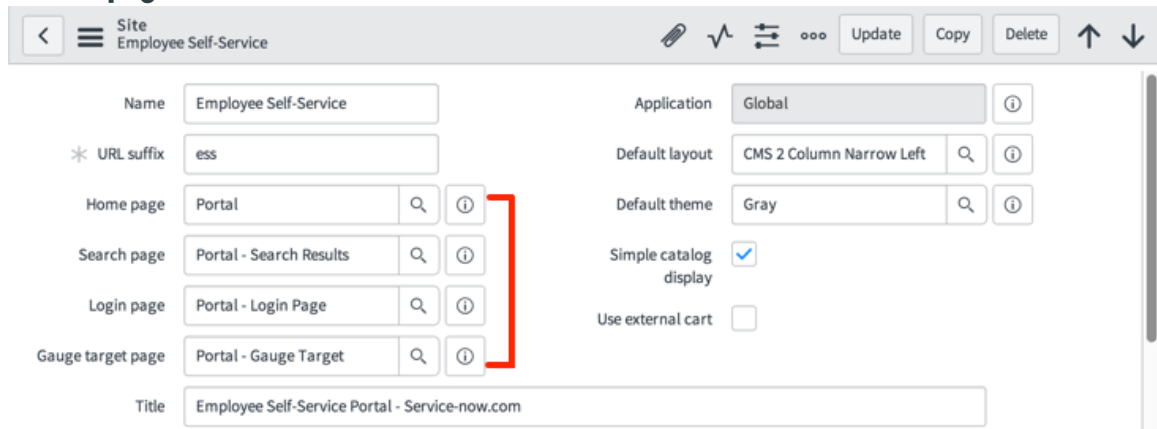 Site
Employee Self-Service
Update Copy Delete
Name Employee Self-Service
URL suffix ess
Home page Portal
Search page Portal - Search Results
Login page Portal - Login Page
Gauge target page Portal - Gauge Target
Application Global
Default layout CMS 2 Column Narrow Left
Default theme Gray
Simple catalog
display
Use external cart
Title Employee Self-Service Portal - Service-now.com